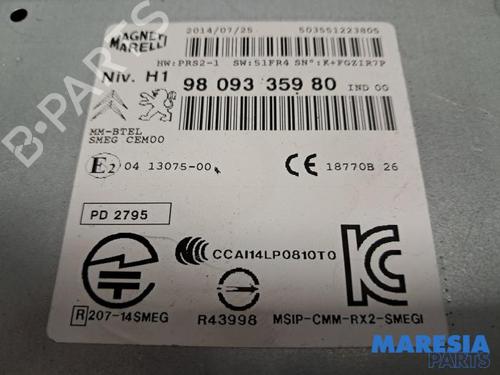 MAGNETI MARELLI
2014/07/25 503551223805
HW:PRS2-1 SW:51FR4 SN°:K+FGZIR7P
Niv. H1 98 093 359 80 IND 00
MM-BTEL
SMEG CEM00
E2 04 13075-00 CE 18770B 26
PD 2795
CCAI14LP0810T0
R 207-14SMEG R43998 MSIP-CMM-RX2-SMEGI
B-PARTS
MARESIA
PARTS